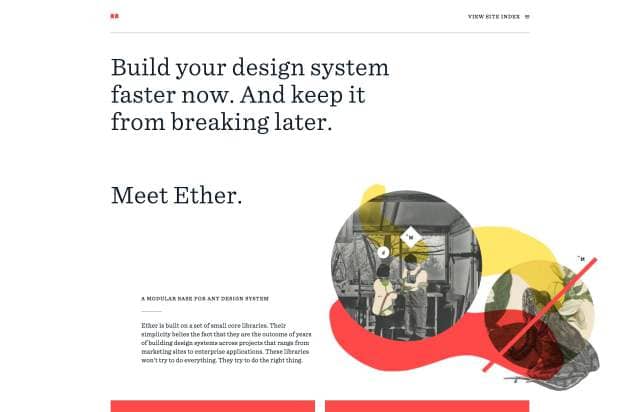 VIEW SITE INDEX
Build your design system
faster now. And keep it
from breaking later.
Meet Ether.
A MODULAR BASE FOR ANY DESIGN SYSTEM
Ether is built on a set of small core libraries. Their
simplicity belies the fact that they are the outcome of years
of building design systems across projects that range from
marketing sites to enterprise applications. These libraries
won't try to do everything. They try to do the right thing.